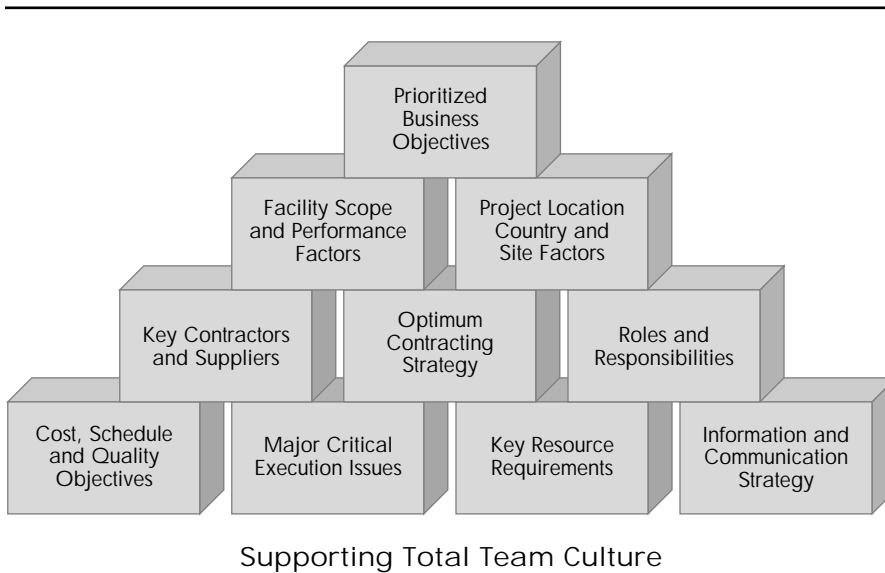 Prioritized
Business
Objectives
Facility Scope
and Performance
Factors
Project Location
Country and
Site Factors
Key Contractors
and Suppliers
Optimum
Contracting
Strategy
Roles and
Responsibilities
Cost, Schedule
and Quality
Objectives
Major Critical
Execution Issues
Key Resource
Requirements
Information and
Communication
Strategy
Supporting Total Team Culture